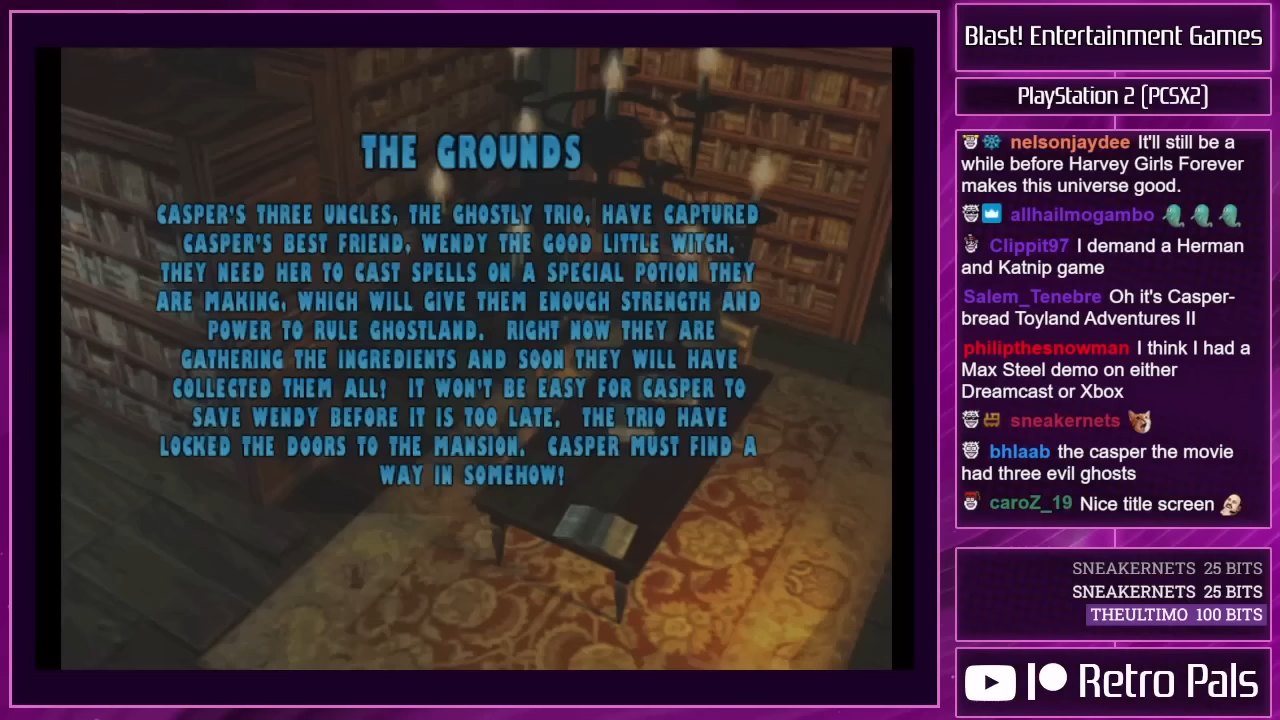 THE GROUNDS
CASPER'S THREE UNCLES, THE GHOSTLY TRIO, HAVE CAPTURED
CASPER'S BEST FRIEND, WENDY THE GOOD LITTLE WITCH.
THEY NEED HER TO CAST SPELLS ON A SPECIAL POTION THEY
ARE MAKING, WHICH WILL GIVE THEM ENOUGH STRENGTH AND
POWER TO RULE GHOSTLAND. RIGHT NOW THEY ARE
GATHERING THE INGREDIENTS AND SOON THEY WILL HAVE
COLLECTED THEM ALL! IT WON'T BE EASY FOR CASPER TO
SAVE WENDY BEFORE IT IS TOO LATE. THE TRIO HAVE
LOCKED THE DOORS TO THE MANSION. CASPER MUST FIND A
WAY IN SOMEHOW!
Blast! Entertainment Games
PlayStation 2 (PCSX2)
nelsonjaydee It'll still be a
while before Harvey Girls Forever
makes this universe good.
allhailmogambo
Clippit97 I demand a Herman
and Katnip game
Salem_Tenebre Oh it's Casper-
bread Toyland Adventures II
philipthesnowman I think I had a
Max Steel demo on either
Dreamcast or Xbox
sneakernets
bhlaab the casper the movie
had three evil ghosts
caroZ_19 Nice title screen
SNEAKERNETS 25 BITS
SNEAKERNETS 25 BITS
THEULTIMO 100 BITS
Retro Pals